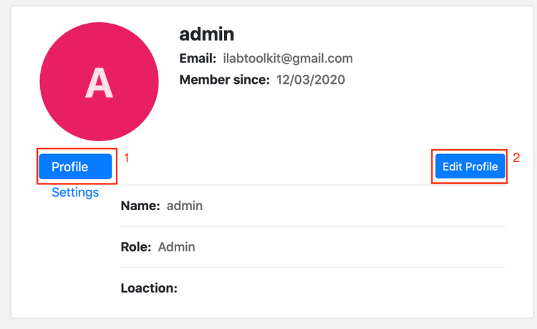 A
admin
Email: ilabtoolkit@gmail.com
Member since: 12/03/2020
Profile 1
Edit Profile 2
Settings
Name: admin
Role: Admin
Loaction: